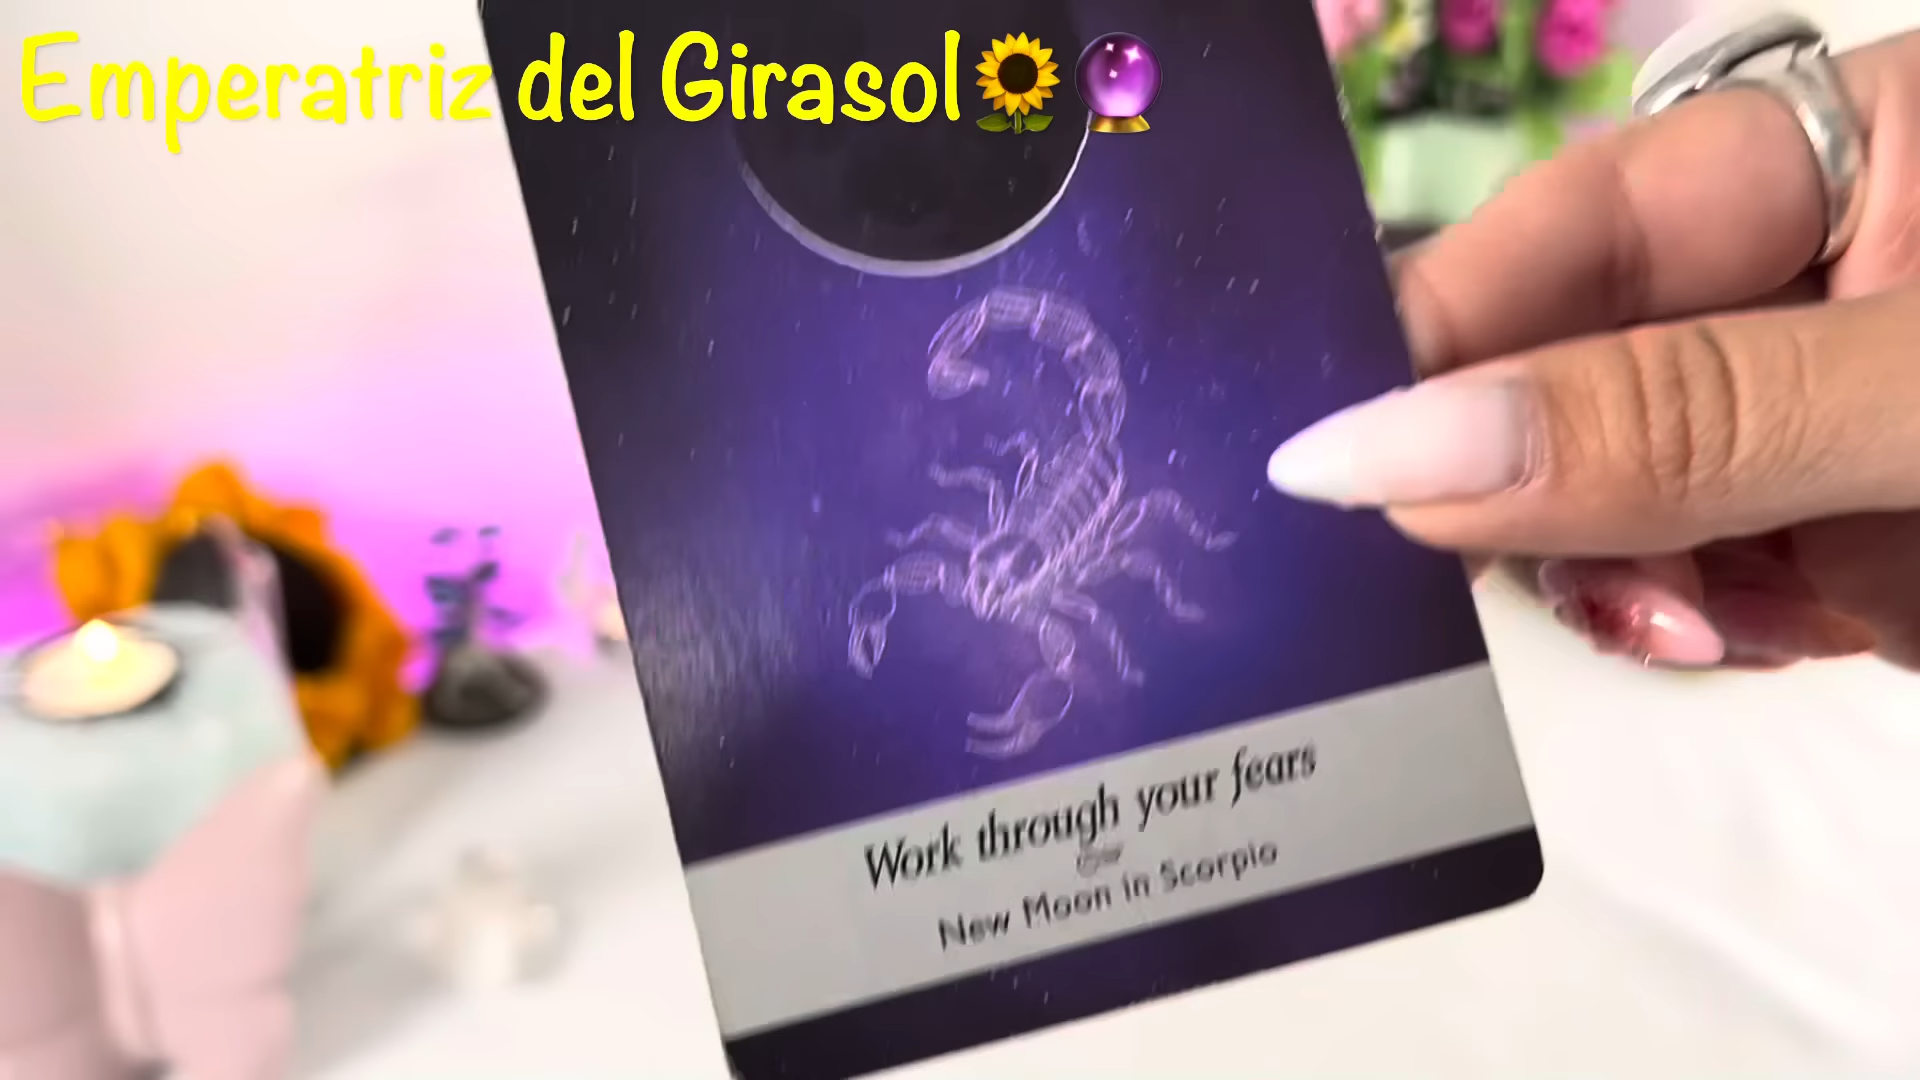 Emperatriz del Girasol🌻🔮
Work through your fears
New Moon in Scorpio